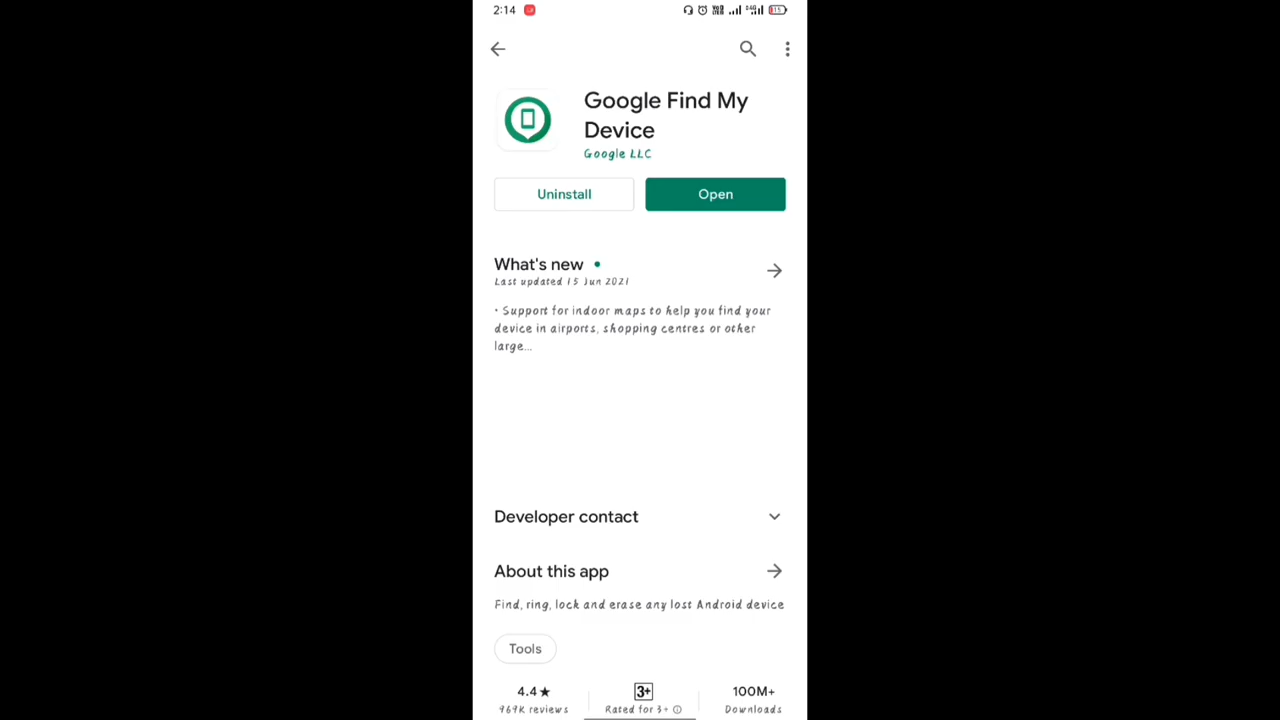 2:14
15
Google Find My
Device
Google LLC
Uninstall
Open
What's new •
Last updated 15 Jun 2021
• Support for indoor maps to help you find your
device in airports, shopping centres or other
large...
Developer contact
About this app
Find, ring, lock and erase any lost Android device
Tools
4.4★
969K reviews
3+
Rated for 3+
100M+
Downloads